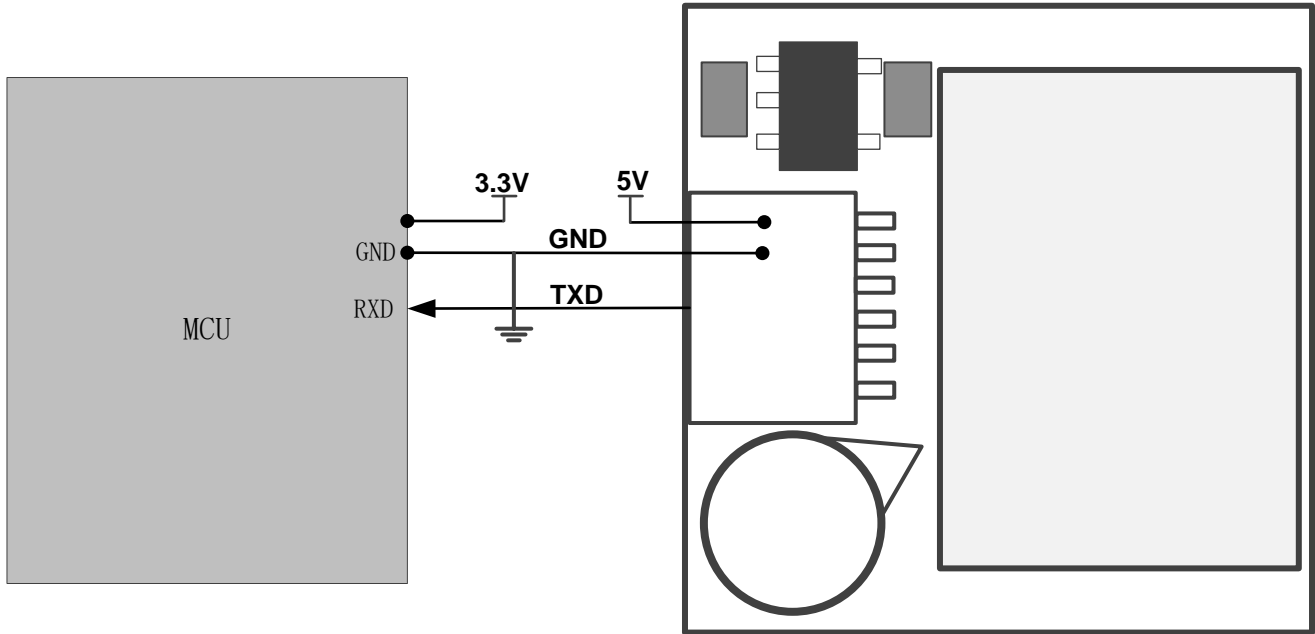 3.3V
5V
GND
GND
TXD
RXD
MCU